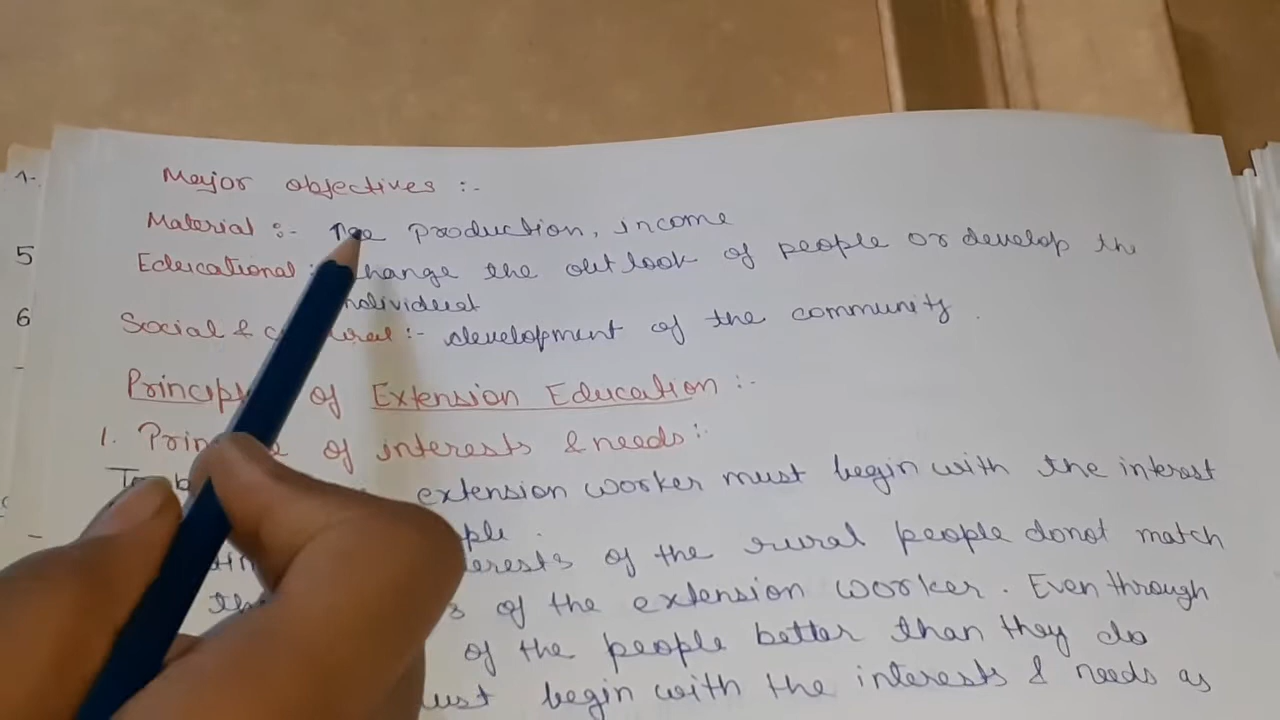 Major objectives :-
Material :- production, income
Educational : change the outlook of people or develop the
individual
Social & :- development of the community.
of Extension Education :-
1. of interests & needs :-
extension worker must begin with the interest
of the rural people donot match
of the extension worker. Even through
of the people better than they do
begin with the interests & needs as
5
6